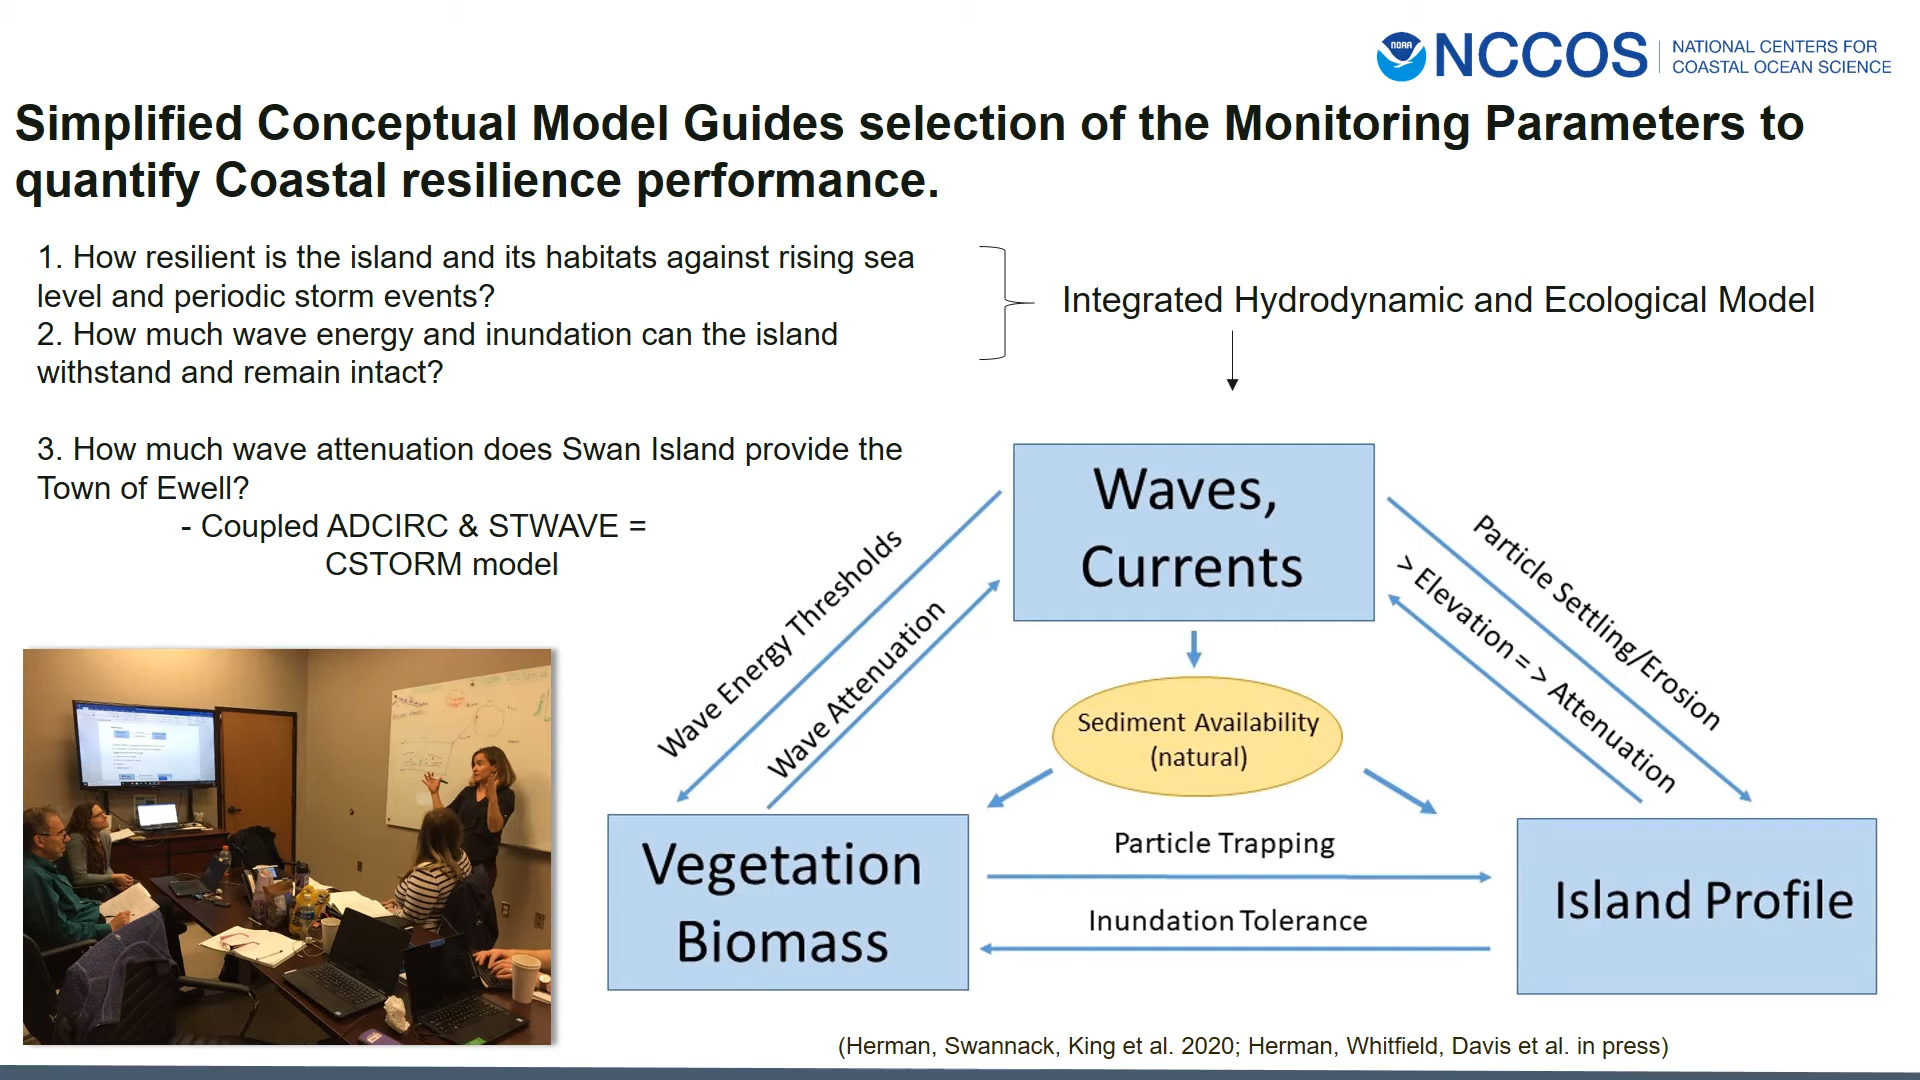 NOAA
NCCOS
NATIONAL CENTERS FOR
COASTAL OCEAN SCIENCE
Simplified Conceptual Model Guides selection of the Monitoring Parameters to
quantify Coastal resilience performance.
1. How resilient is the island and its habitats against rising sea
level and periodic storm events?
2. How much wave energy and inundation can the island
withstand and remain intact?
Integrated Hydrodynamic and Ecological Model
3. How much wave attenuation does Swan Island provide the
Town of Ewell?
- Coupled ADCIRC & STWAVE =
CSTORM model
Waves,
Currents
Wave Energy Thresholds
Wave Attenuation
Particle Settling/Erosion
> Elevation = > Attenuation
Sediment Availability
(natural)
Vegetation
Biomass
Particle Trapping
Inundation Tolerance
Island Profile
(Herman, Swannack, King et al. 2020; Herman, Whitfield, Davis et al. in press)